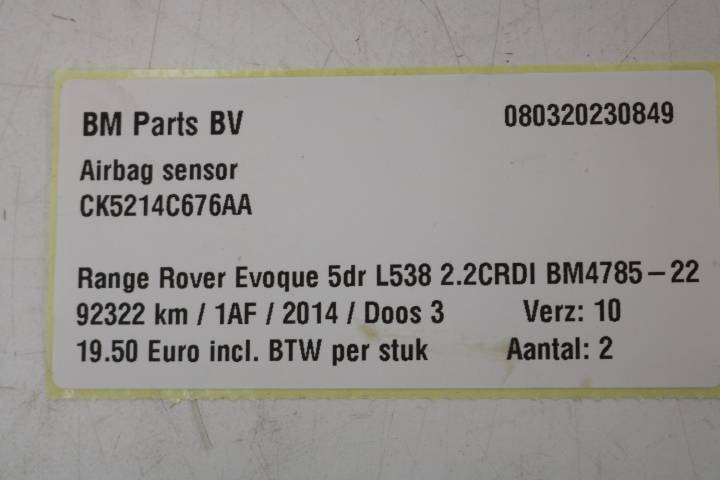 BM Parts BV 080320230849
Airbag sensor
CK5214C676AA
Range Rover Evoque 5dr L538 2.2CRDI BM4785-22
92322 km / 1AF / 2014 / Doos 3 Verz: 10
19.50 Euro incl. BTW per stuk Aantal: 2